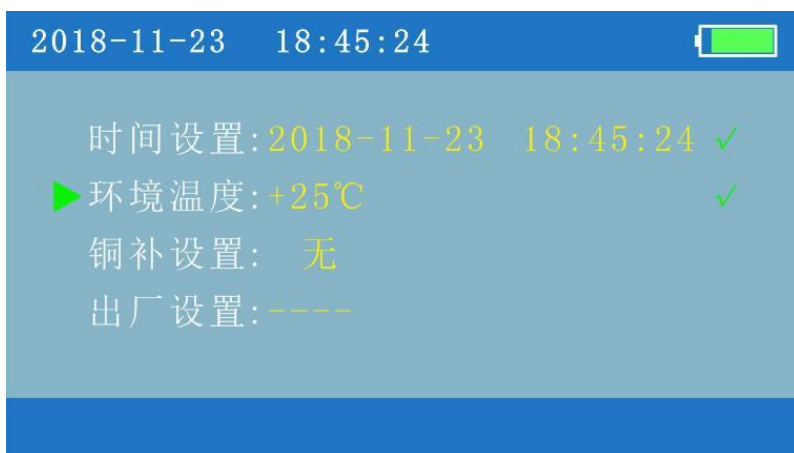 2018-11-23 18:45:24
时间设置:2018-11-23 18:45:24 ✓
▶环境温度:+25℃ ✓
铜补设置: 无
出厂设置:----